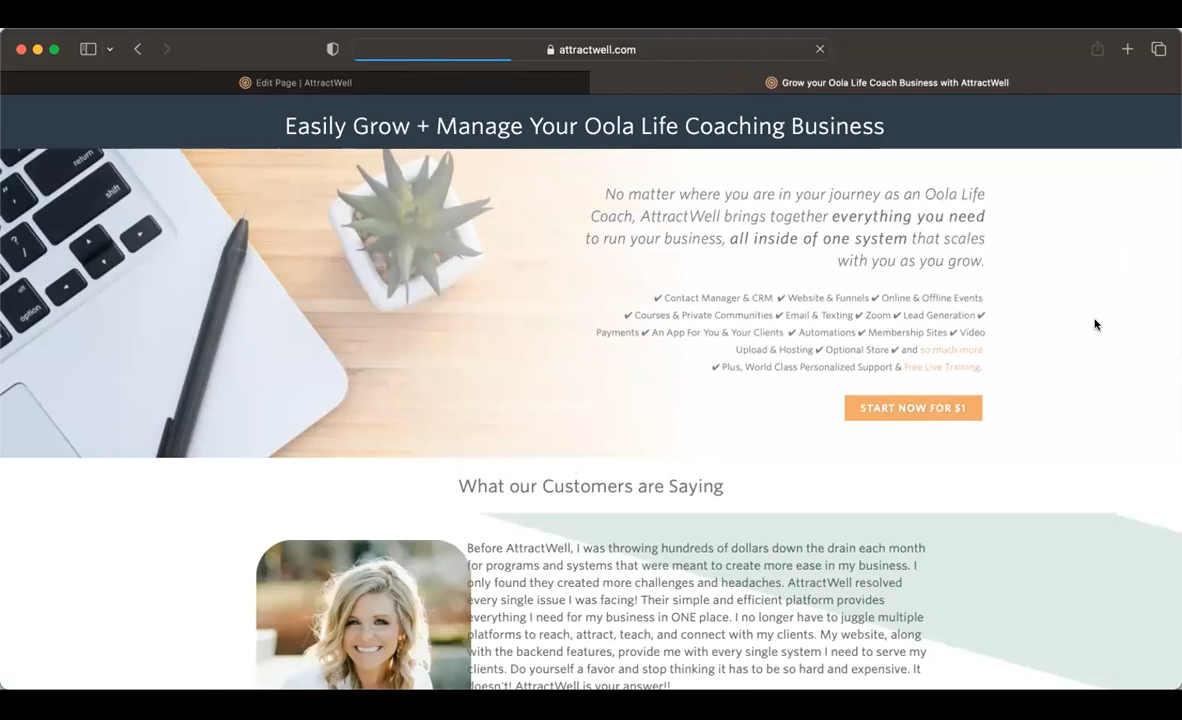 attractwell.com
Edit Page | AttractWell
Grow your Oola Life Coach Business with AttractWell
Easily Grow + Manage Your Oola Life Coaching Business
return
shift
option
No matter where you are in your journey as an Oola Life
Coach, AttractWell brings together everything you need
to run your business, all inside of one system that scales
with you as you grow.
✔ Contact Manager & CRM ✔ Website & Funnels ✔ Online & Offline Events
✔ Courses & Private Communities ✔ Email & Texting ✔ Zoom ✔ Lead Generation ✔
Payments ✔ An App For You & Your Clients ✔ Automations ✔ Membership Sites ✔ Video
Upload & Hosting ✔ Optional Store ✔ and so much more
✔ Plus, World Class Personalized Support & Free Live Training.
START NOW FOR $1
What our Customers are Saying
Before AttractWell, I was throwing hundreds of dollars down the drain each month
for programs and systems that were meant to create more ease in my business. I
only found they created more challenges and headaches. AttractWell resolved
every single issue I was facing! Their simple and efficient platform provides
everything I need for my business in ONE place. I no longer have to juggle multiple
platforms to reach, attract, teach, and connect with my clients. My website, along
with the backend features, provide me with every single system I need to serve my
clients. Do yourself a favor and stop thinking it has to be so hard and expensive. It
doesn't! AttractWell is your answer!!